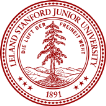 LELAND STANFORD JUNIOR UNIVERSITY
DIE LUFT DER FREIHEIT WEHT
1891